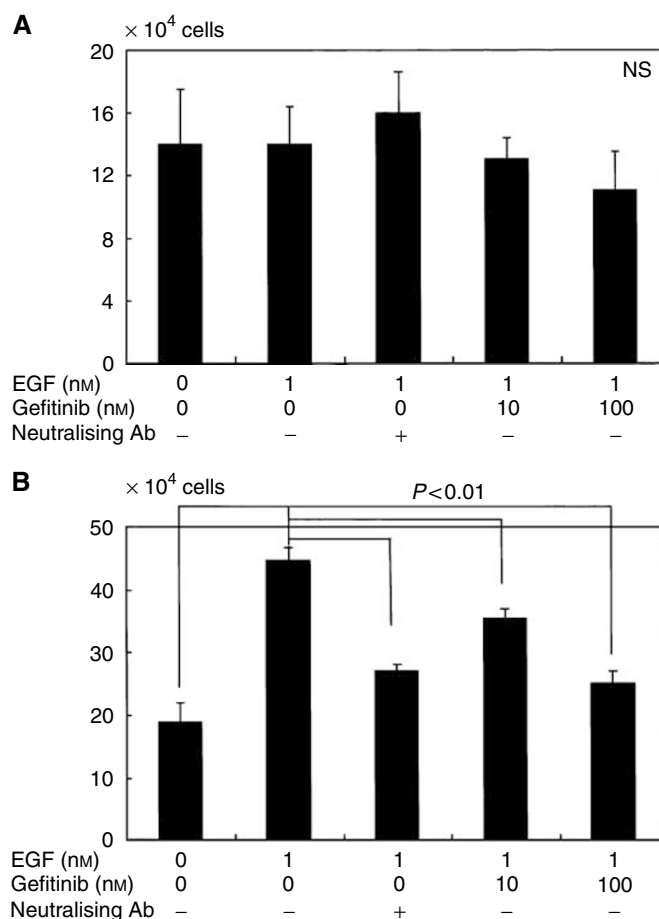 A
× 10⁴ cells
NS
20
16
12
8
4
0
EGF (nM) 0 1 1 1 1
Gefitinib (nM) 0 0 0 10 100
Neutralising Ab – – + – –
B
× 10⁴ cells
P<0.01
50
40
30
20
10
0
EGF (nM) 0 1 1 1 1
Gefitinib (nM) 0 0 0 10 100
Neutralising Ab – – + – –